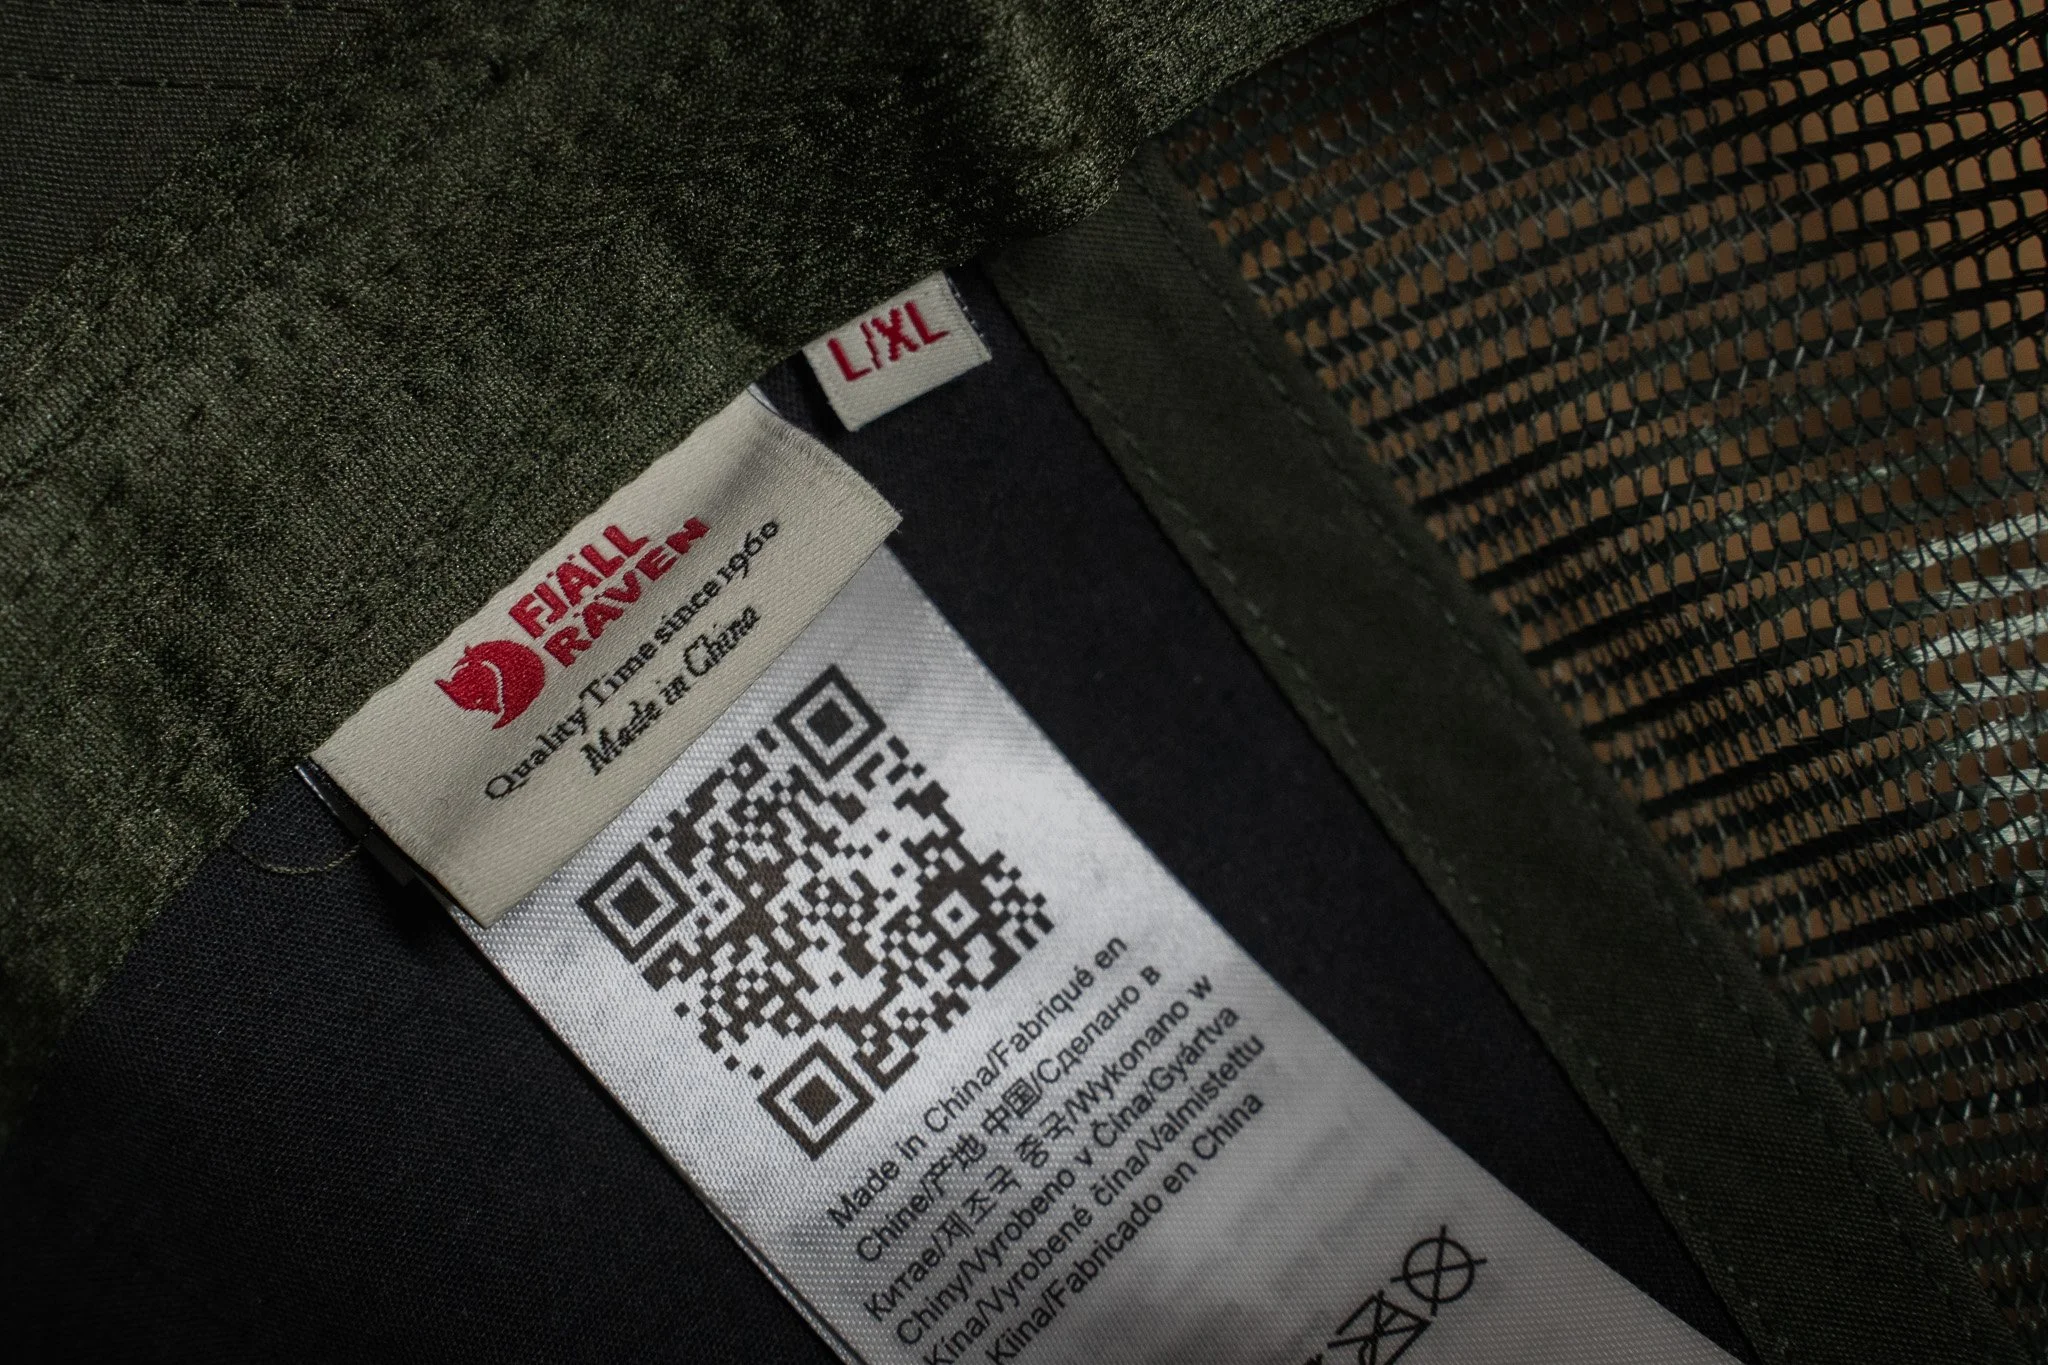 L/XL
FJÄLL
RÄVEN
Quality Time since 1960
Made in China
Made in China/Fabriqué en
Chine/产地 中国/Сделано в
Китае/제조국 중국/Wykonano w
Chiny/Vyrobeno v Čína/Gyártva
Kína/Vyrobené čína/Valmistettu
Kiina/Fabricado en China